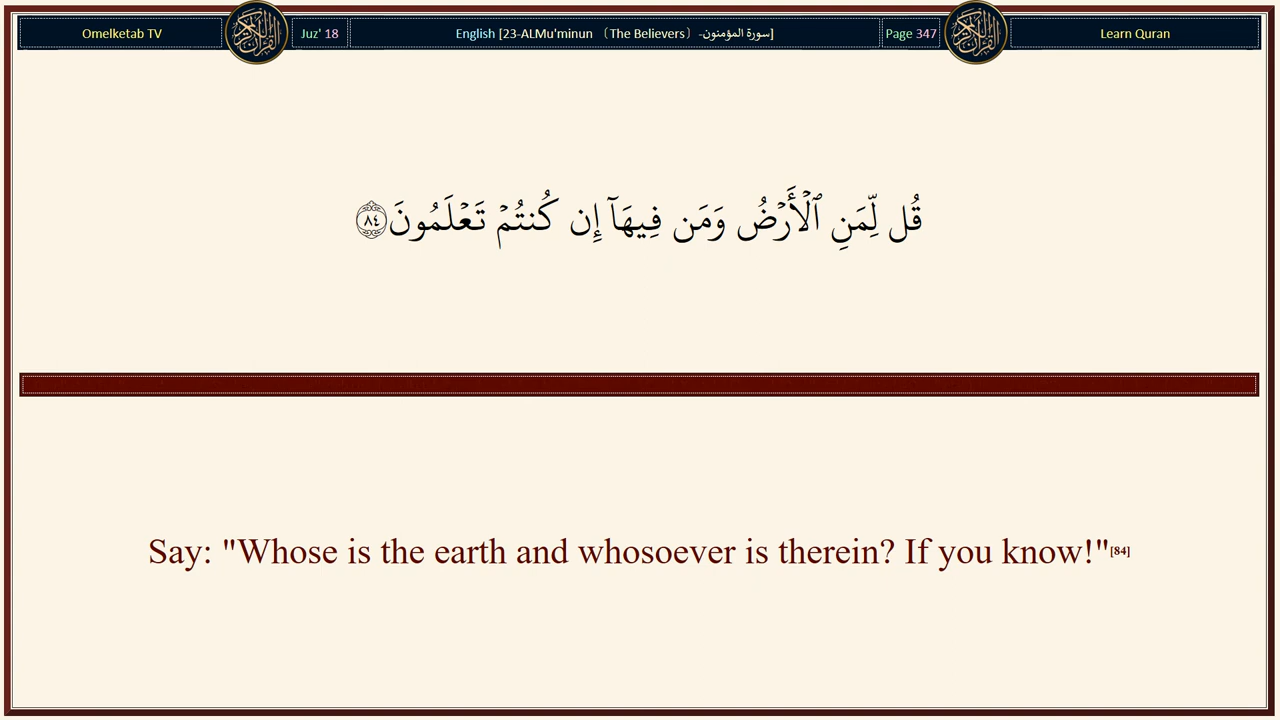 Omelketab TV
Juz' 18
English [23-ALMu'minun （The Believers） -سورة المؤمنون]
Page 347
Learn Quran
قُل لِّمَنِ ٱلْأَرْضُ وَمَن فِيهَآ إِن كُنتُمْ تَعْلَمُونَ ٨٤
Say: "Whose is the earth and whosoever is therein? If you know!"[84]